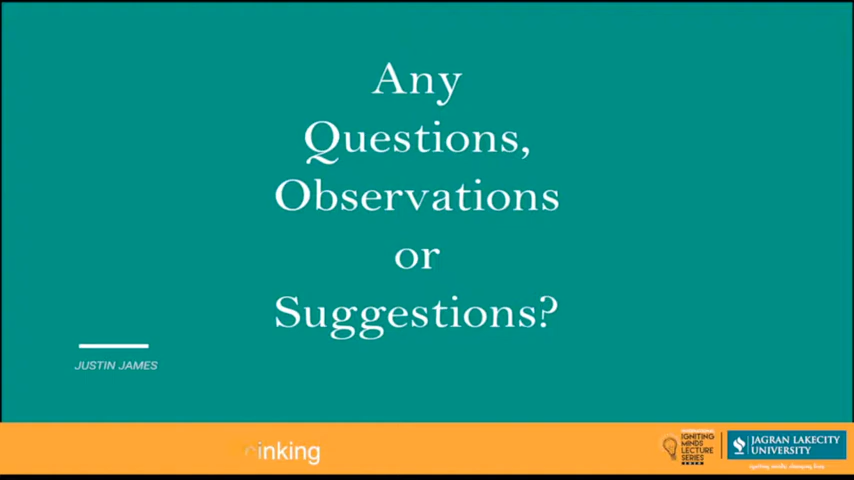 Any
Questions,
Observations
or
Suggestions?
JUSTIN JAMES
inking
IGNITING
MINDS
LECTURE
SERIES
JAGRAN LAKECITY
UNIVERSITY